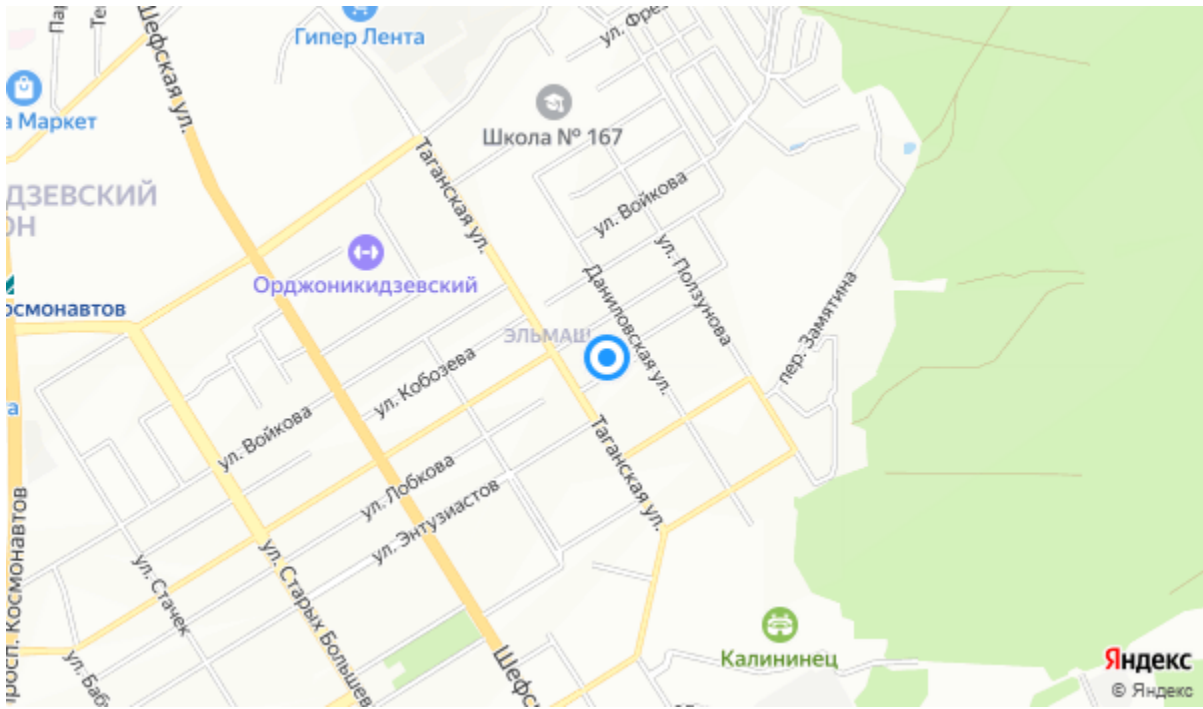 Шефская ул.
Гипер Лента
ул. Фрез
а Маркет
Школа № 167
Таганская ул.
ДЗЕВСКИЙ
ОН
ул. Войкова
ул. Ползунова
Орджоникидзевский
Даниловская ул.
пер. Замятина
осмонавтов
ЭЛЬМАШ
ул. Кобозева
ул. Войкова
Таганская ул.
ул. Лобкова
ул. Энтузиастов
просп. Космонавтов
ул. Стачек
ул. Старых Большев
ул. Баб
Шефс
Калининец
Яндекс
© Яндекс